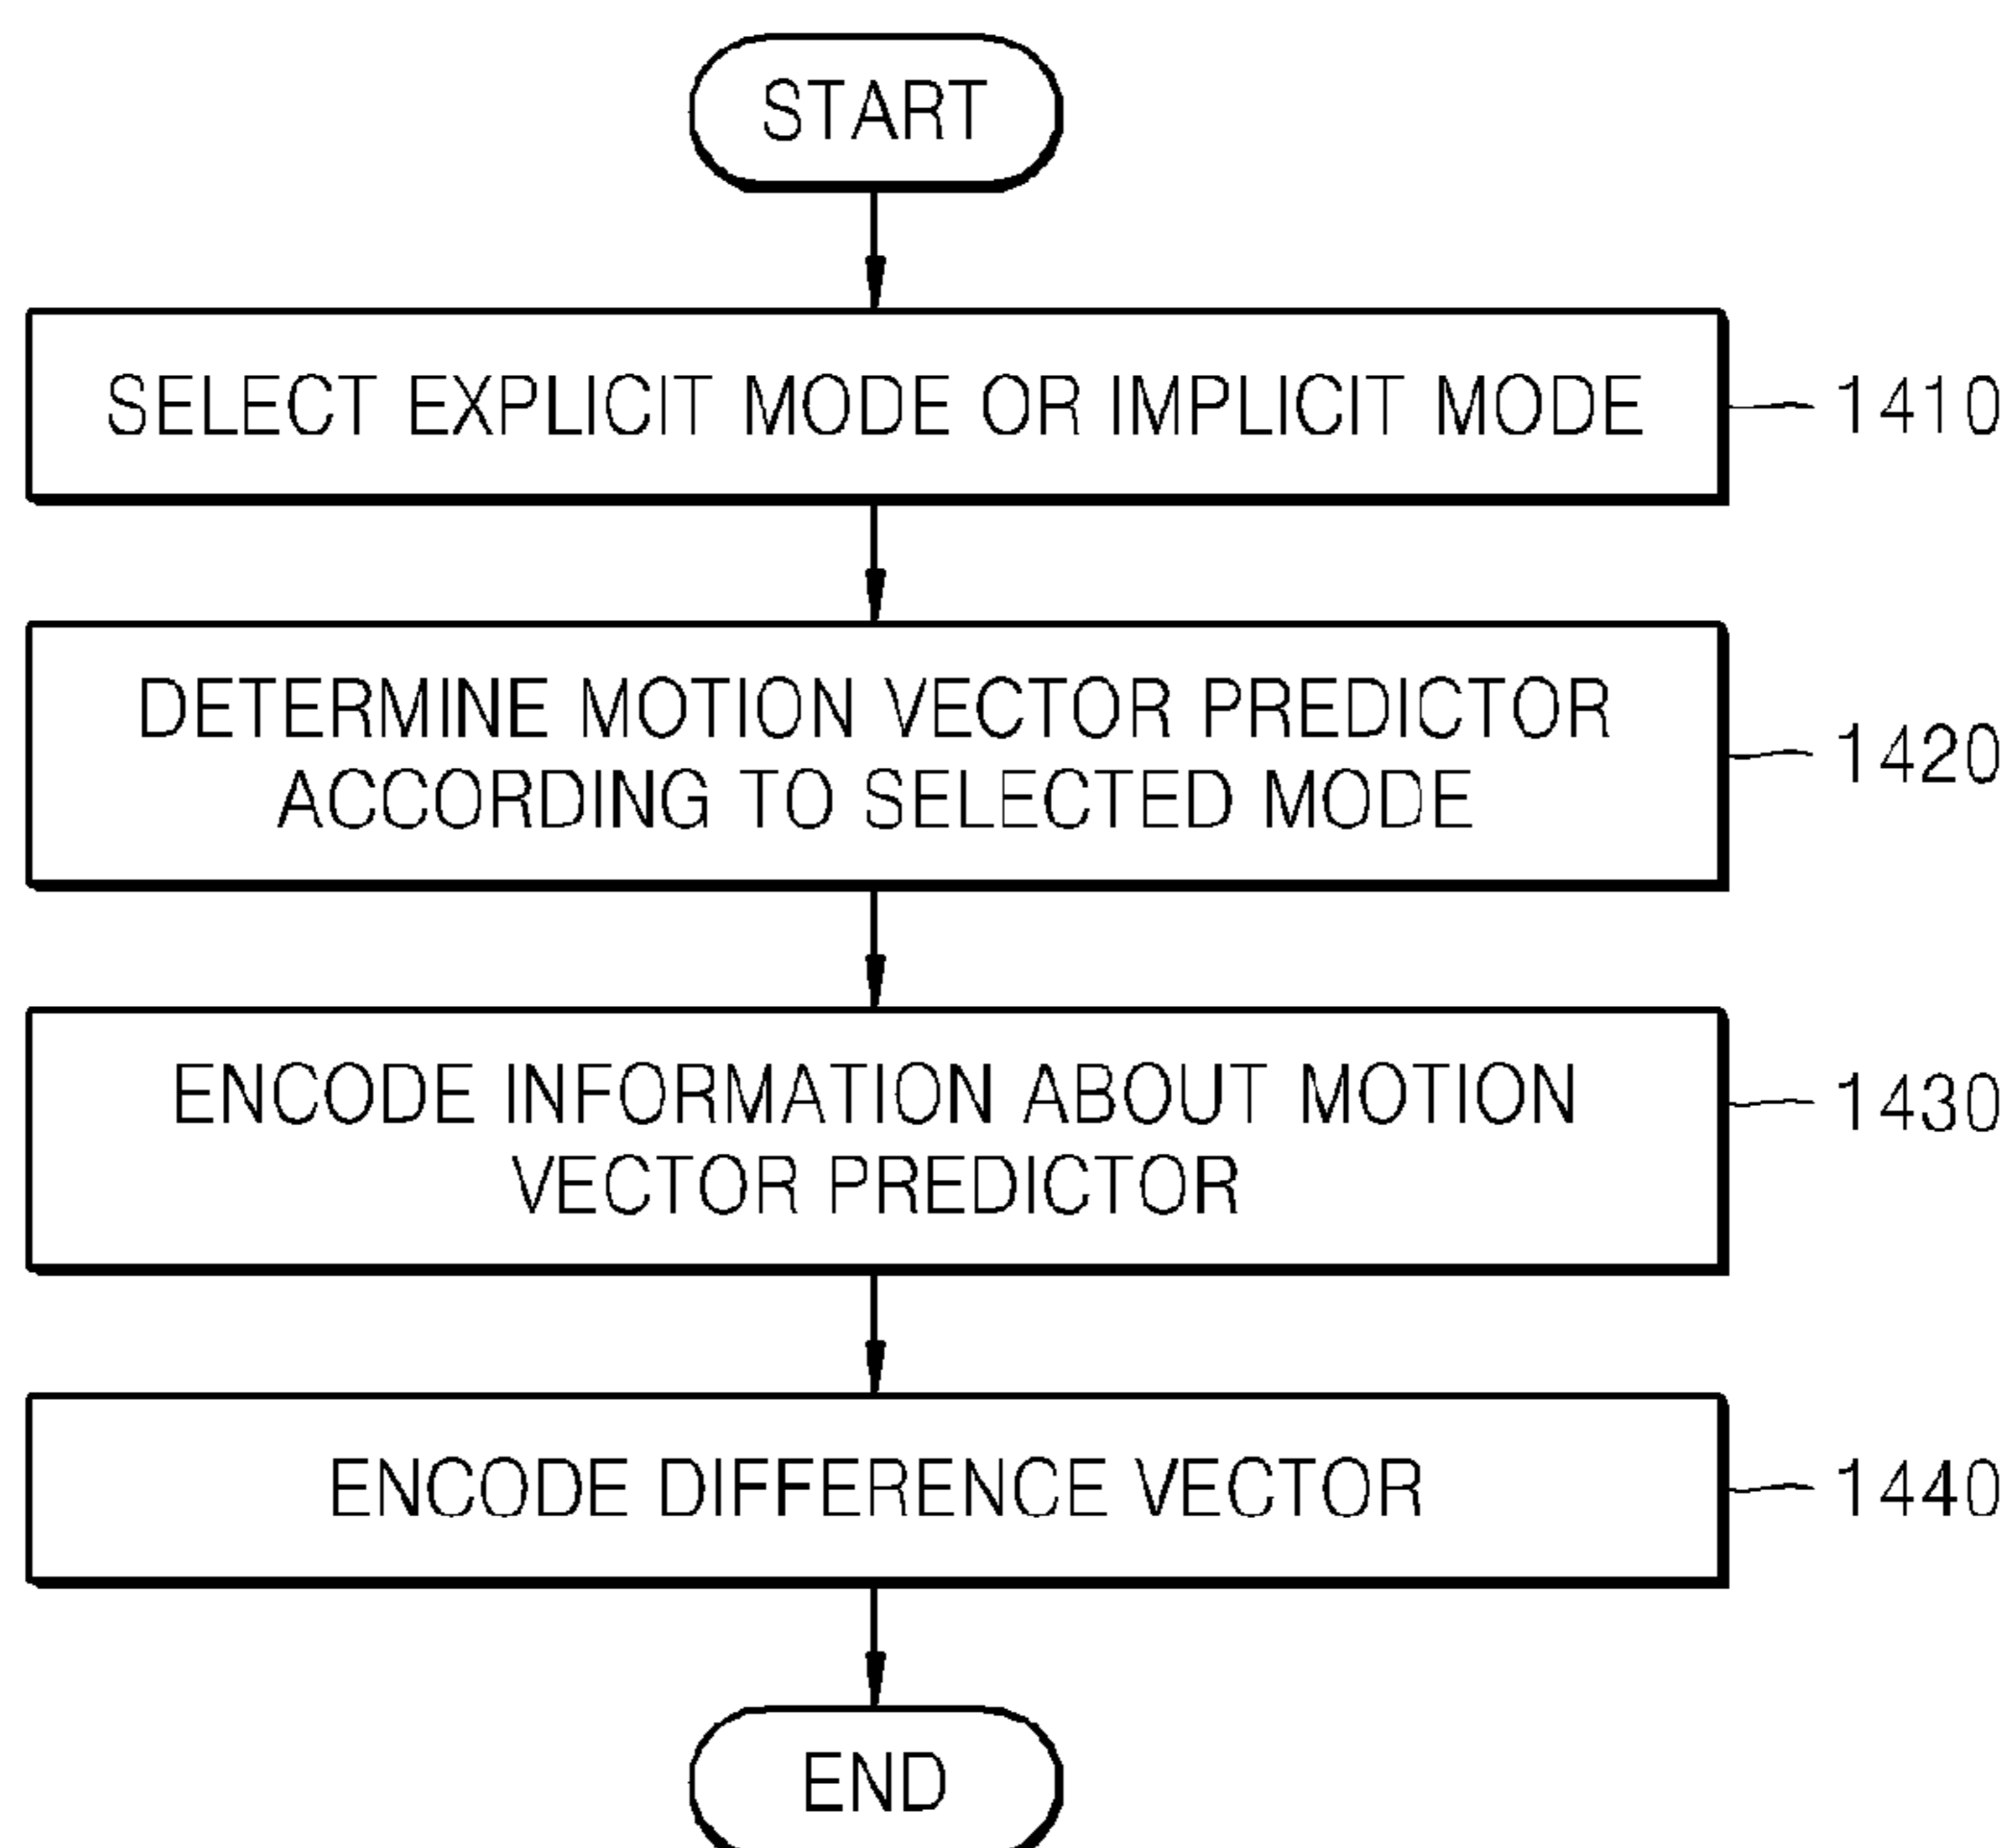 START
SELECT EXPLICIT MODE OR IMPLICIT MODE
1410
DETERMINE MOTION VECTOR PREDICTOR
ACCORDING TO SELECTED MODE
1420
ENCODE INFORMATION ABOUT MOTION
VECTOR PREDICTOR
1430
ENCODE DIFFERENCE VECTOR
1440
END